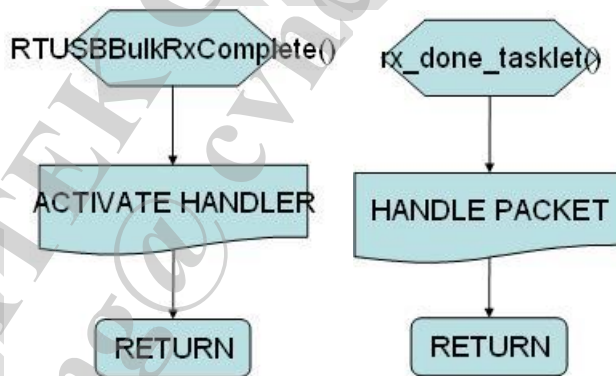 RTUSBBulkRxComplete()
ACTIVATE HANDLER
RETURN
rx_done_tasklet()
HANDLE PACKET
RETURN